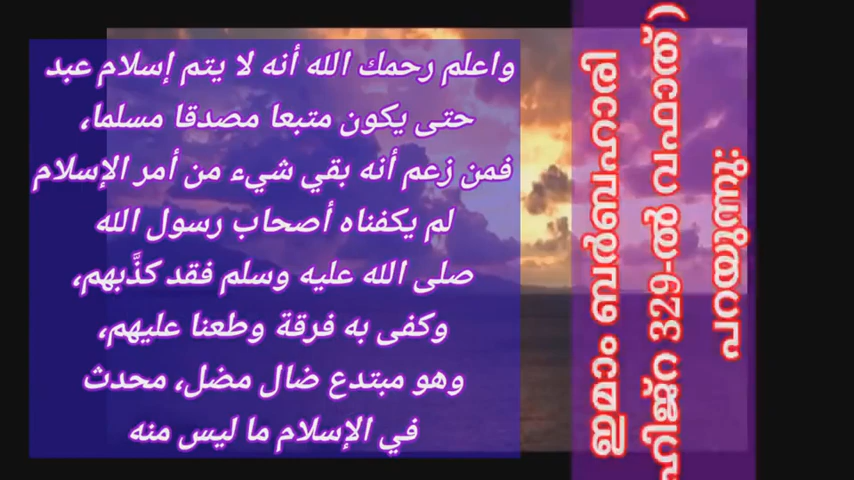 واعلم رحمك الله أنه لا يتم إسلام عبد
حتى يكون متبعا مصدقا مسلما،
فمن زعم أنه بقي شيء من أمر الإسلام
لم يكفناه أصحاب رسول الله
صلى الله عليه وسلم فقد كذَّبهم،
وكفى به فرقة وطعنا عليهم،
وهو مبتدع ضال مضل، محدث
في الإسلام ما ليس منه
ഇമാം ബർബഹാരി
ഹിജ്റ 329-ൽ വഫാത്)
പറയുന്നു: